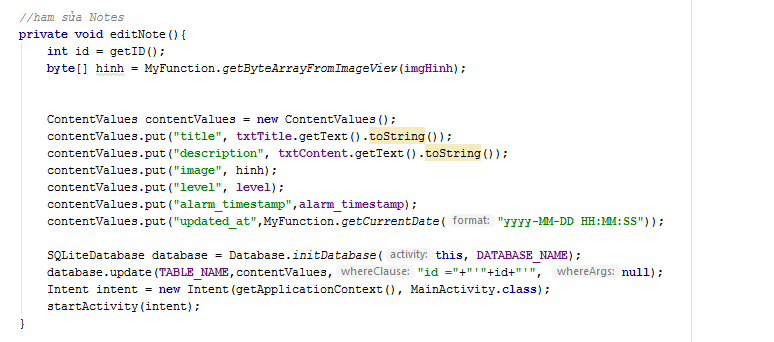 //ham sủa Notes
private void editNote(){
int id = getID();
byte[] hinh = MyFunction.getByteArrayFromImageView(imgHinh);
ContentValues contentValues = new ContentValues();
contentValues.put("title", txtTitle.getText().toString());
contentValues.put("description", txtContent.getText().toString());
contentValues.put("image", hinh);
contentValues.put("level", level);
contentValues.put("alarm_timestamp",alarm_timestamp);
contentValues.put("updated_at",MyFunction.getCurrentDate( format: "yyyy-MM-DD HH:MM:SS"));
SQLiteDatabase database = Database.initDatabase( activity: this, DATABASE_NAME);
database.update(TABLE_NAME,contentValues, whereClause: "id ="+"'"+id+"'", whereArgs: null);
Intent intent = new Intent(getApplicationContext(), MainActivity.class);
startActivity(intent);
}